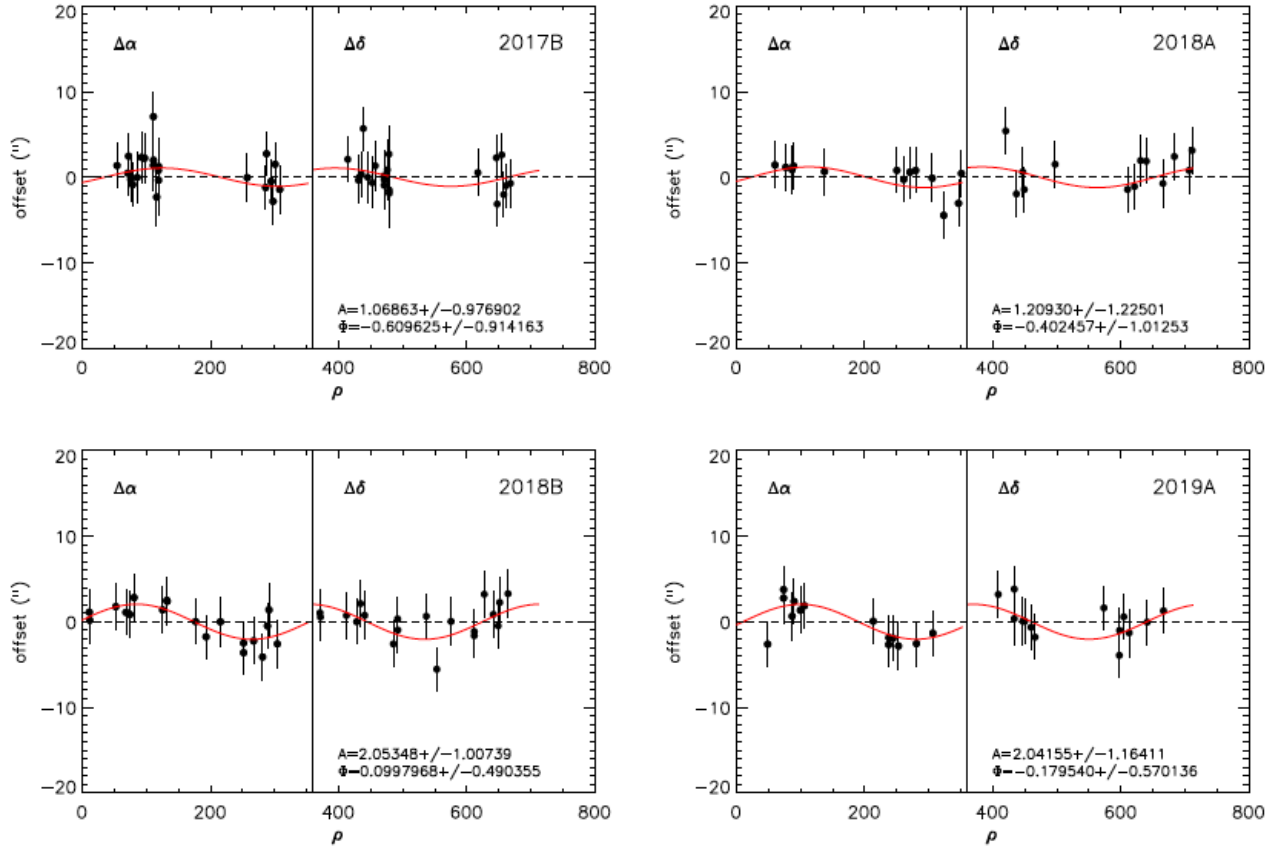 20
Δα
Δδ
2017B
10
offset (")
0
−10
A=1.06863+/−0.976902
Φ=−0.609625+/−0.914163
−20
0
200
400
600
800
ρ
20
Δα
Δδ
2018A
10
offset (")
0
−10
A=1.20930+/−1.22501
Φ=−0.402457+/−1.01253
−20
0
200
400
600
800
ρ
20
Δα
Δδ
2018B
10
offset (")
0
−10
A=2.05348+/−1.00739
Φ=0.0997968+/−0.490355
−20
0
200
400
600
800
ρ
20
Δα
Δδ
2019A
10
offset (")
0
−10
A=2.04155+/−1.16411
Φ=−0.179540+/−0.570136
−20
0
200
400
600
800
ρ